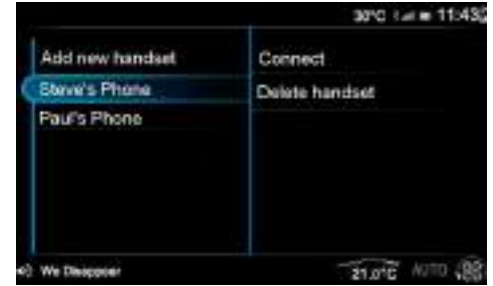 30°C 11:43
Add new handset
Steve's Phone
Paul's Phone
Connect
Delete handset
We Disappear
21.0°C AUTO